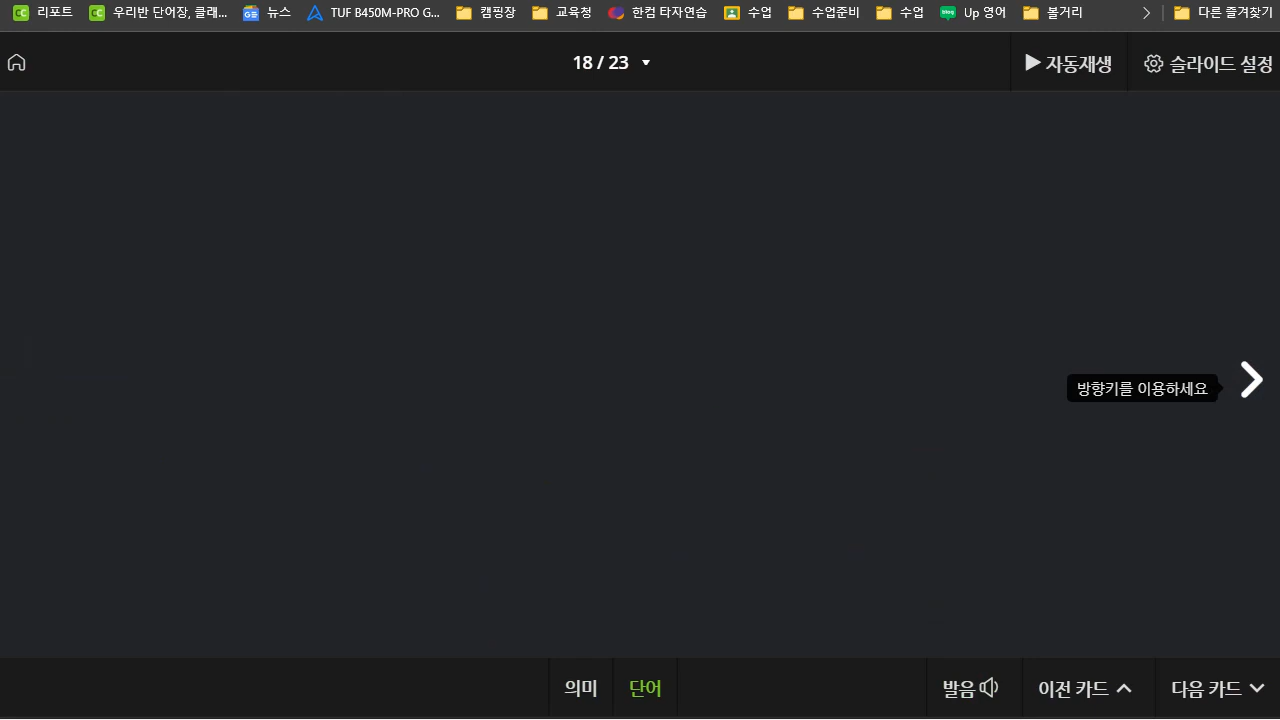 리포트 우리반 단어장, 클래... 뉴스 TUF B450M-PRO G... 캠핑장 교육청 한컴 타자연습 수업 수업준비 수업 Up 영어 볼거리 다른 즐겨찾기
18 / 23 자동재생 슬라이드 설정
방향키를 이용하세요
의미 단어 발음 이전 카드 다음 카드